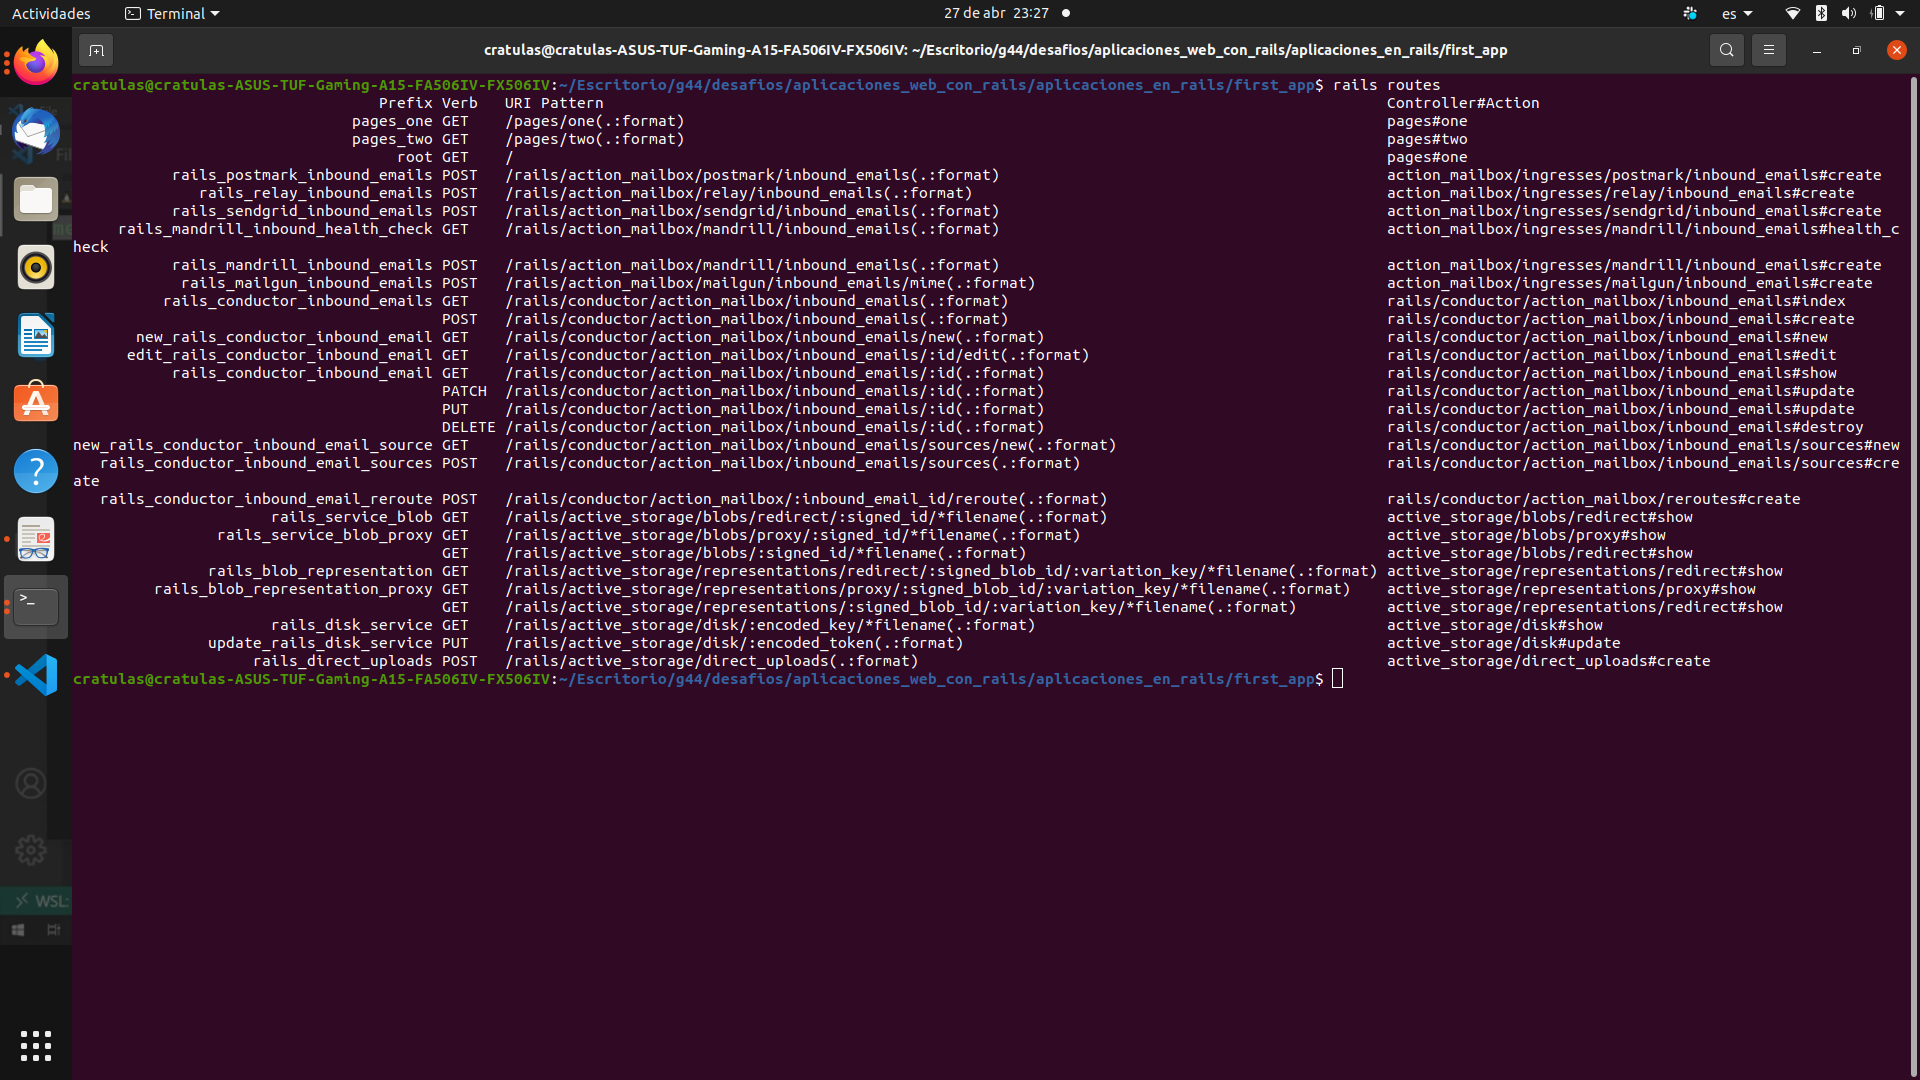 Actividades Terminal 27 de abr 23:27 es
cratulas@cratulas-ASUS-TUF-Gaming-A15-FA506IV-FX506IV: ~/Escritorio/g44/desafios/aplicaciones_web_con_rails/aplicaciones_en_rails/first_app
cratulas@cratulas-ASUS-TUF-Gaming-A15-FA506IV-FX506IV:~/Escritorio/g44/desafios/aplicaciones_web_con_rails/aplicaciones_en_rails/first_app$ rails routes
Prefix Verb URI Pattern Controller#Action
pages_one GET /pages/one(.:format) pages#one
pages_two GET /pages/two(.:format) pages#two
root GET / pages#one
rails_postmark_inbound_emails POST /rails/action_mailbox/postmark/inbound_emails(.:format) action_mailbox/ingresses/postmark/inbound_emails#create
rails_relay_inbound_emails POST /rails/action_mailbox/relay/inbound_emails(.:format) action_mailbox/ingresses/relay/inbound_emails#create
rails_sendgrid_inbound_emails POST /rails/action_mailbox/sendgrid/inbound_emails(.:format) action_mailbox/ingresses/sendgrid/inbound_emails#create
rails_mandrill_inbound_health_check GET /rails/action_mailbox/mandrill/inbound_emails(.:format) action_mailbox/ingresses/mandrill/inbound_emails#health_c
heck
rails_mandrill_inbound_emails POST /rails/action_mailbox/mandrill/inbound_emails(.:format) action_mailbox/ingresses/mandrill/inbound_emails#create
rails_mailgun_inbound_emails POST /rails/action_mailbox/mailgun/inbound_emails/mime(.:format) action_mailbox/ingresses/mailgun/inbound_emails#create
rails_conductor_inbound_emails GET /rails/conductor/action_mailbox/inbound_emails(.:format) rails/conductor/action_mailbox/inbound_emails#index
POST /rails/conductor/action_mailbox/inbound_emails(.:format) rails/conductor/action_mailbox/inbound_emails#create
new_rails_conductor_inbound_email GET /rails/conductor/action_mailbox/inbound_emails/new(.:format) rails/conductor/action_mailbox/inbound_emails#new
edit_rails_conductor_inbound_email GET /rails/conductor/action_mailbox/inbound_emails/:id/edit(.:format) rails/conductor/action_mailbox/inbound_emails#edit
rails_conductor_inbound_email GET /rails/conductor/action_mailbox/inbound_emails/:id(.:format) rails/conductor/action_mailbox/inbound_emails#show
PATCH /rails/conductor/action_mailbox/inbound_emails/:id(.:format) rails/conductor/action_mailbox/inbound_emails#update
PUT /rails/conductor/action_mailbox/inbound_emails/:id(.:format) rails/conductor/action_mailbox/inbound_emails#update
DELETE /rails/conductor/action_mailbox/inbound_emails/:id(.:format) rails/conductor/action_mailbox/inbound_emails#destroy
new_rails_conductor_inbound_email_source GET /rails/conductor/action_mailbox/inbound_emails/sources/new(.:format) rails/conductor/action_mailbox/inbound_emails/sources#new
rails_conductor_inbound_email_sources POST /rails/conductor/action_mailbox/inbound_emails/sources(.:format) rails/conductor/action_mailbox/inbound_emails/sources#cre
ate
rails_conductor_inbound_email_reroute POST /rails/conductor/action_mailbox/:inbound_email_id/reroute(.:format) rails/conductor/action_mailbox/reroutes#create
rails_service_blob GET /rails/active_storage/blobs/redirect/:signed_id/*filename(.:format) active_storage/blobs/redirect#show
rails_service_blob_proxy GET /rails/active_storage/blobs/proxy/:signed_id/*filename(.:format) active_storage/blobs/proxy#show
GET /rails/active_storage/blobs/:signed_id/*filename(.:format) active_storage/blobs/redirect#show
rails_blob_representation GET /rails/active_storage/representations/redirect/:signed_blob_id/:variation_key/*filename(.:format) active_storage/representations/redirect#show
rails_blob_representation_proxy GET /rails/active_storage/representations/proxy/:signed_blob_id/:variation_key/*filename(.:format) active_storage/representations/proxy#show
GET /rails/active_storage/representations/:signed_blob_id/:variation_key/*filename(.:format) active_storage/representations/redirect#show
rails_disk_service GET /rails/active_storage/disk/:encoded_key/*filename(.:format) active_storage/disk#show
update_rails_disk_service PUT /rails/active_storage/disk/:encoded_token(.:format) active_storage/disk#update
rails_direct_uploads POST /rails/active_storage/direct_uploads(.:format) active_storage/direct_uploads#create
cratulas@cratulas-ASUS-TUF-Gaming-A15-FA506IV-FX506IV:~/Escritorio/g44/desafios/aplicaciones_web_con_rails/aplicaciones_en_rails/first_app$
WSL: